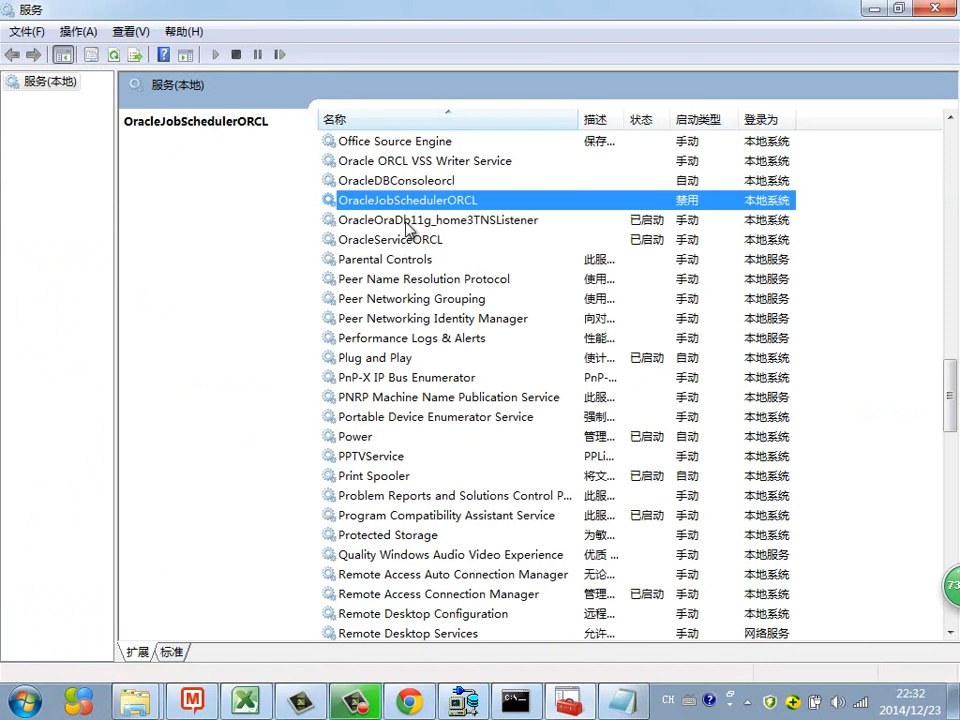 服务
文件(F) 操作(A) 查看(V) 帮助(H)
服务(本地)
服务(本地)
OracleJobSchedulerORCL
名称 描述 状态 启动类型 登录为
Office Source Engine 保存... 手动 本地系统
Oracle ORCL VSS Writer Service 手动 本地系统
OracleDBConsoleorcl 自动 本地系统
OracleJobSchedulerORCL 禁用 本地系统
OracleOraDb11g_home3TNSListener 已启动 手动 本地系统
OracleServiceORCL 已启动 手动 本地系统
Parental Controls 此服... 手动 本地服务
Peer Name Resolution Protocol 使用... 手动 本地服务
Peer Networking Grouping 使用... 手动 本地服务
Peer Networking Identity Manager 向对... 手动 本地服务
Performance Logs & Alerts 性能... 手动 本地服务
Plug and Play 使计... 已启动 自动 本地系统
PnP-X IP Bus Enumerator PnP-... 手动 本地系统
PNRP Machine Name Publication Service 此服... 手动 本地服务
Portable Device Enumerator Service 强制... 手动 本地系统
Power 管理... 已启动 自动 本地系统
PPTVService PPLi... 手动 本地系统
Print Spooler 将文... 已启动 自动 本地系统
Problem Reports and Solutions Control P... 此服... 手动 本地系统
Program Compatibility Assistant Service 此服... 已启动 手动 本地系统
Protected Storage 为敏... 手动 本地系统
Quality Windows Audio Video Experience 优质 ... 手动 本地服务
Remote Access Auto Connection Manager 无论... 手动 本地系统
Remote Access Connection Manager 管理... 已启动 手动 本地系统
Remote Desktop Configuration 远程... 手动 本地系统
Remote Desktop Services 允许... 手动 网络服务
73
扩展 标准
CH
22:32
2014/12/23